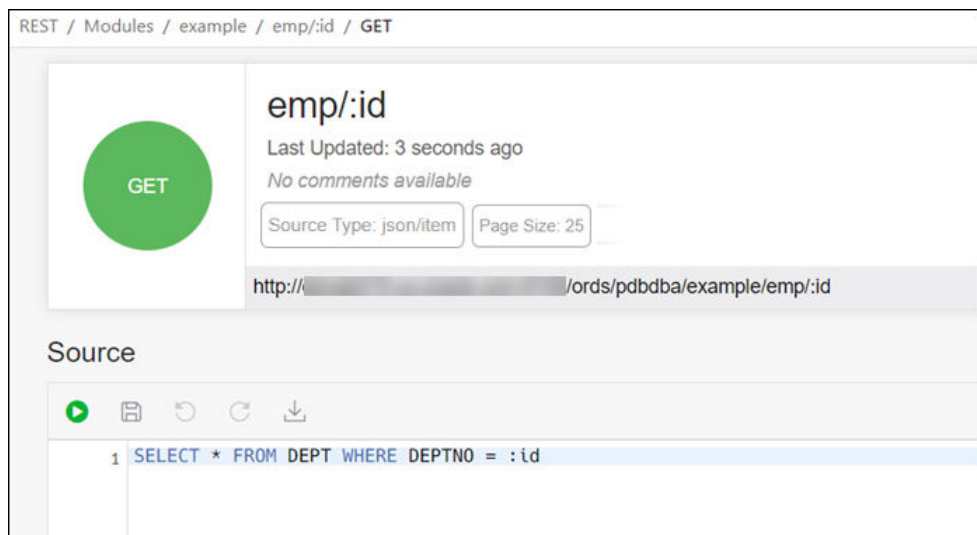 REST / Modules / example / emp/:id / GET
GET
emp/:id
Last Updated: 3 seconds ago
No comments available
Source Type: json/item
Page Size: 25
http:// /ords/pdbdba/example/emp/:id
Source
1 SELECT * FROM DEPT WHERE DEPTNO = :id